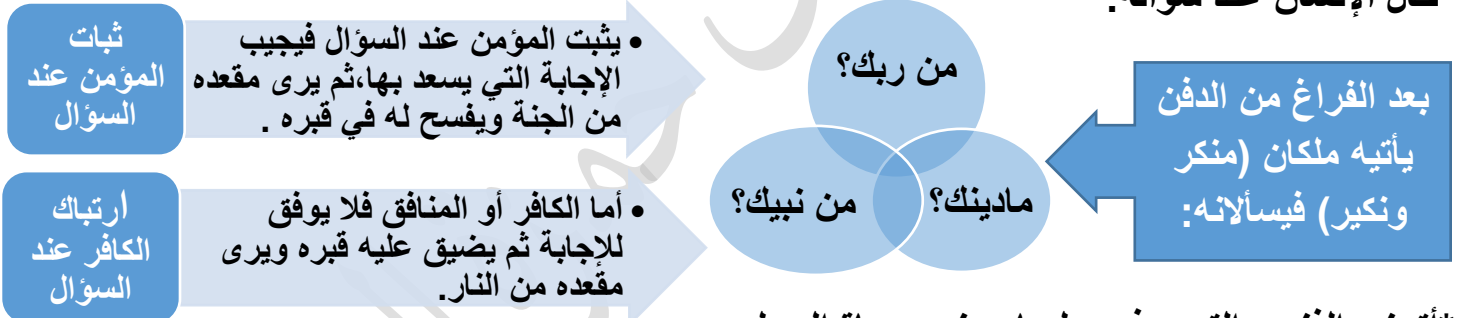 بعد الفراغ من الدفن
يأتيه ملكان (منكر
ونكير) فيسألانه:
من ربك؟
مادينك؟
من نبيك؟
• يثبت المؤمن عند السؤال فيجيب
الإجابة التي يسعد بها،ثم يرى مقعده
من الجنة ويفسح له في قبره .
ثبات
المؤمن عند
السؤال
• أما الكافر أو المنافق فلا يوفق
للإجابة ثم يضيق عليه قبره ويرى
مقعده من النار.
ارتباك
الكافر عند
السؤال